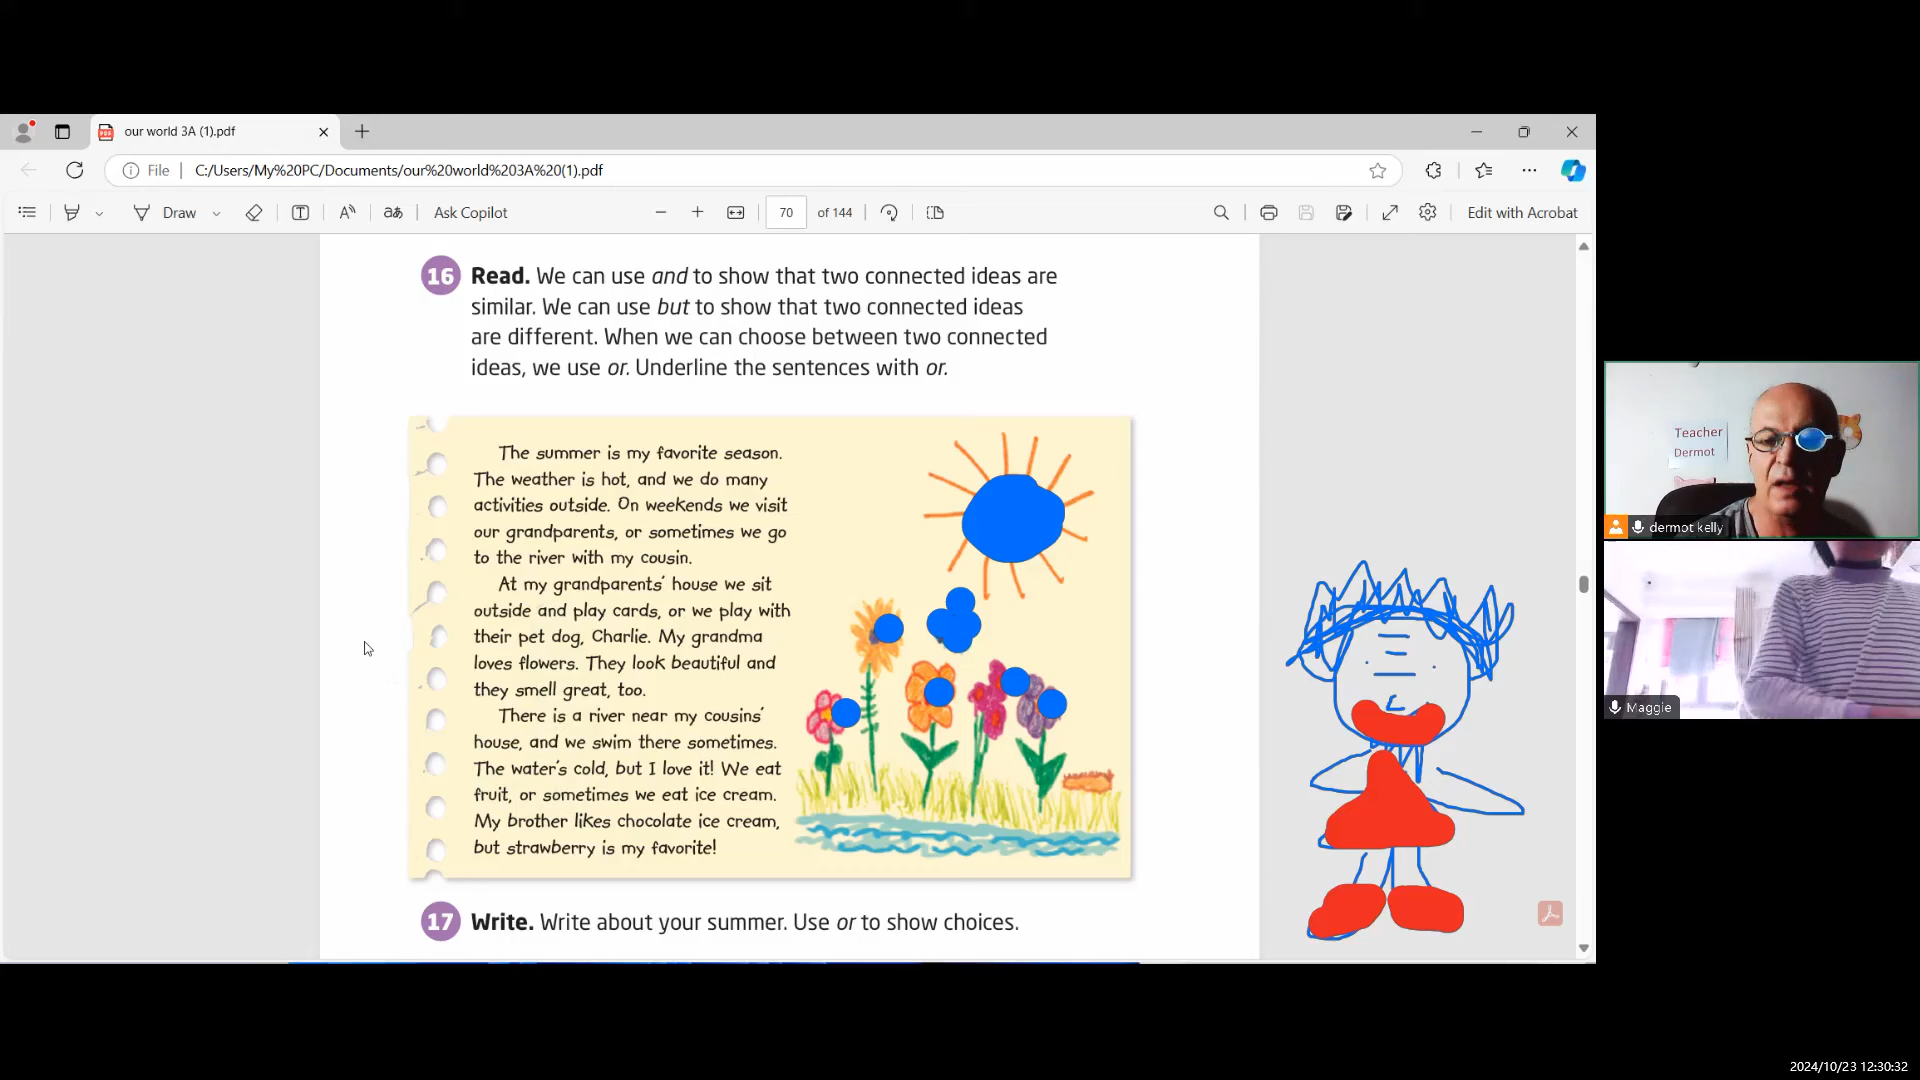 our world 3A (1).pdf
File
C:/Users/My%20PC/Documents/our%20world%203A%20(1).pdf
Draw
Ask Copilot
70 of 144
Edit with Acrobat
16 Read. We can use and to show that two connected ideas are
similar. We can use but to show that two connected ideas
are different. When we can choose between two connected
ideas, we use or. Underline the sentences with or.
The summer is my favorite season.
The weather is hot, and we do many
activities outside. On weekends we visit
our grandparents, or sometimes we go
to the river with my cousin.
At my grandparents' house we sit
outside and play cards, or we play with
their pet dog, Charlie. My grandma
loves flowers. They look beautiful and
they smell great, too.
There is a river near my cousins'
house, and we swim there sometimes.
The water's cold, but I love it! We eat
fruit, or sometimes we eat ice cream.
My brother likes chocolate ice cream,
but strawberry is my favorite!
17 Write. Write about your summer. Use or to show choices.
Teacher
Dermot
dermot kelly
Maggie
2024/10/23 12:30:32